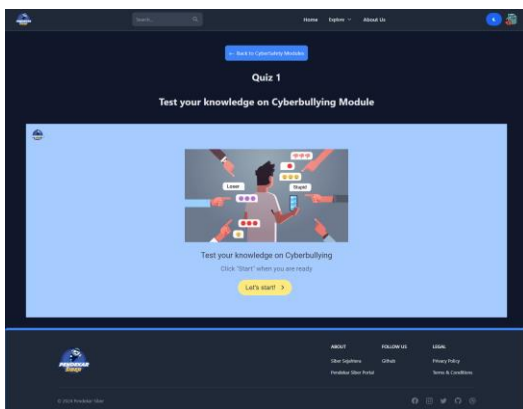 Search...
Home Explore About Us
← Back to CyberSafety Modules
Quiz 1
Test your knowledge on Cyberbullying Module
Loser
Stupid
Test your knowledge on Cyberbullying
Click "Start" when you are ready
Let's start! >
ABOUT FOLLOW US LEGAL
Siber Sejahtera Github Privacy Policy
Pendekar Siber Portal Terms & Conditions
PENDEKAR
Siber
© 2024 Pendekar Siber